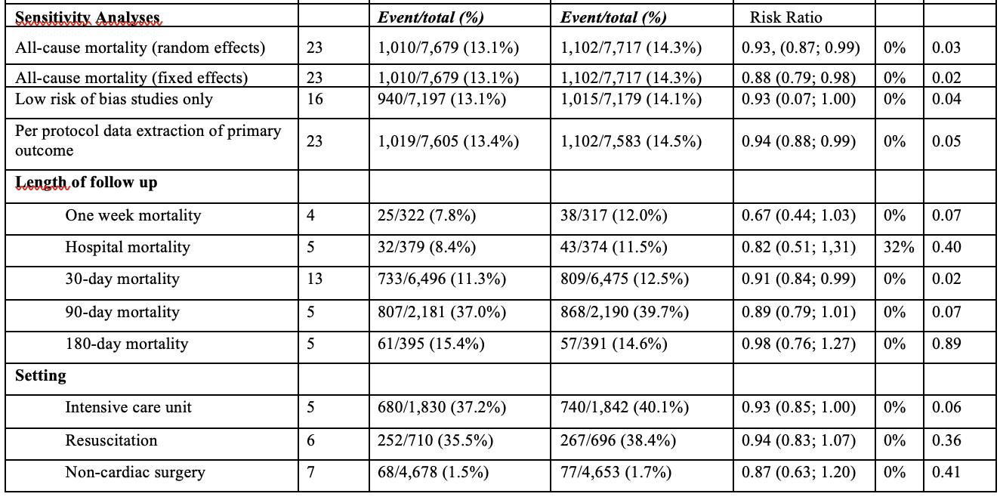 Sensitivity Analyses Event/total (%) Event/total (%) Risk Ratio
All-cause mortality (random effects) 23 1,010/7,679 (13.1%) 1,102/7,717 (14.3%) 0.93, (0.87; 0.99) 0% 0.03
All-cause mortality (fixed effects) 23 1,010/7,679 (13.1%) 1,102/7,717 (14.3%) 0.88 (0.79; 0.98) 0% 0.02
Low risk of bias studies only 16 940/7,197 (13.1%) 1,015/7,179 (14.1%) 0.93 (0.07; 1.00) 0% 0.04
Per protocol data extraction of primary
outcome 23 1,019/7,605 (13.4%) 1,102/7,583 (14.5%) 0.94 (0.88; 0.99) 0% 0.05
Length of follow up
One week mortality 4 25/322 (7.8%) 38/317 (12.0%) 0.67 (0.44; 1.03) 0% 0.07
Hospital mortality 5 32/379 (8.4%) 43/374 (11.5%) 0.82 (0.51; 1,31) 32% 0.40
30-day mortality 13 733/6,496 (11.3%) 809/6,475 (12.5%) 0.91 (0.84; 0.99) 0% 0.02
90-day mortality 5 807/2,181 (37.0%) 868/2,190 (39.7%) 0.89 (0.79; 1.01) 0% 0.07
180-day mortality 5 61/395 (15.4%) 57/391 (14.6%) 0.98 (0.76; 1.27) 0% 0.89
Setting
Intensive care unit 5 680/1,830 (37.2%) 740/1,842 (40.1%) 0.93 (0.85; 1.00) 0% 0.06
Resuscitation 6 252/710 (35.5%) 267/696 (38.4%) 0.94 (0.83; 1.07) 0% 0.36
Non-cardiac surgery 7 68/4,678 (1.5%) 77/4,653 (1.7%) 0.87 (0.63; 1.20) 0% 0.41